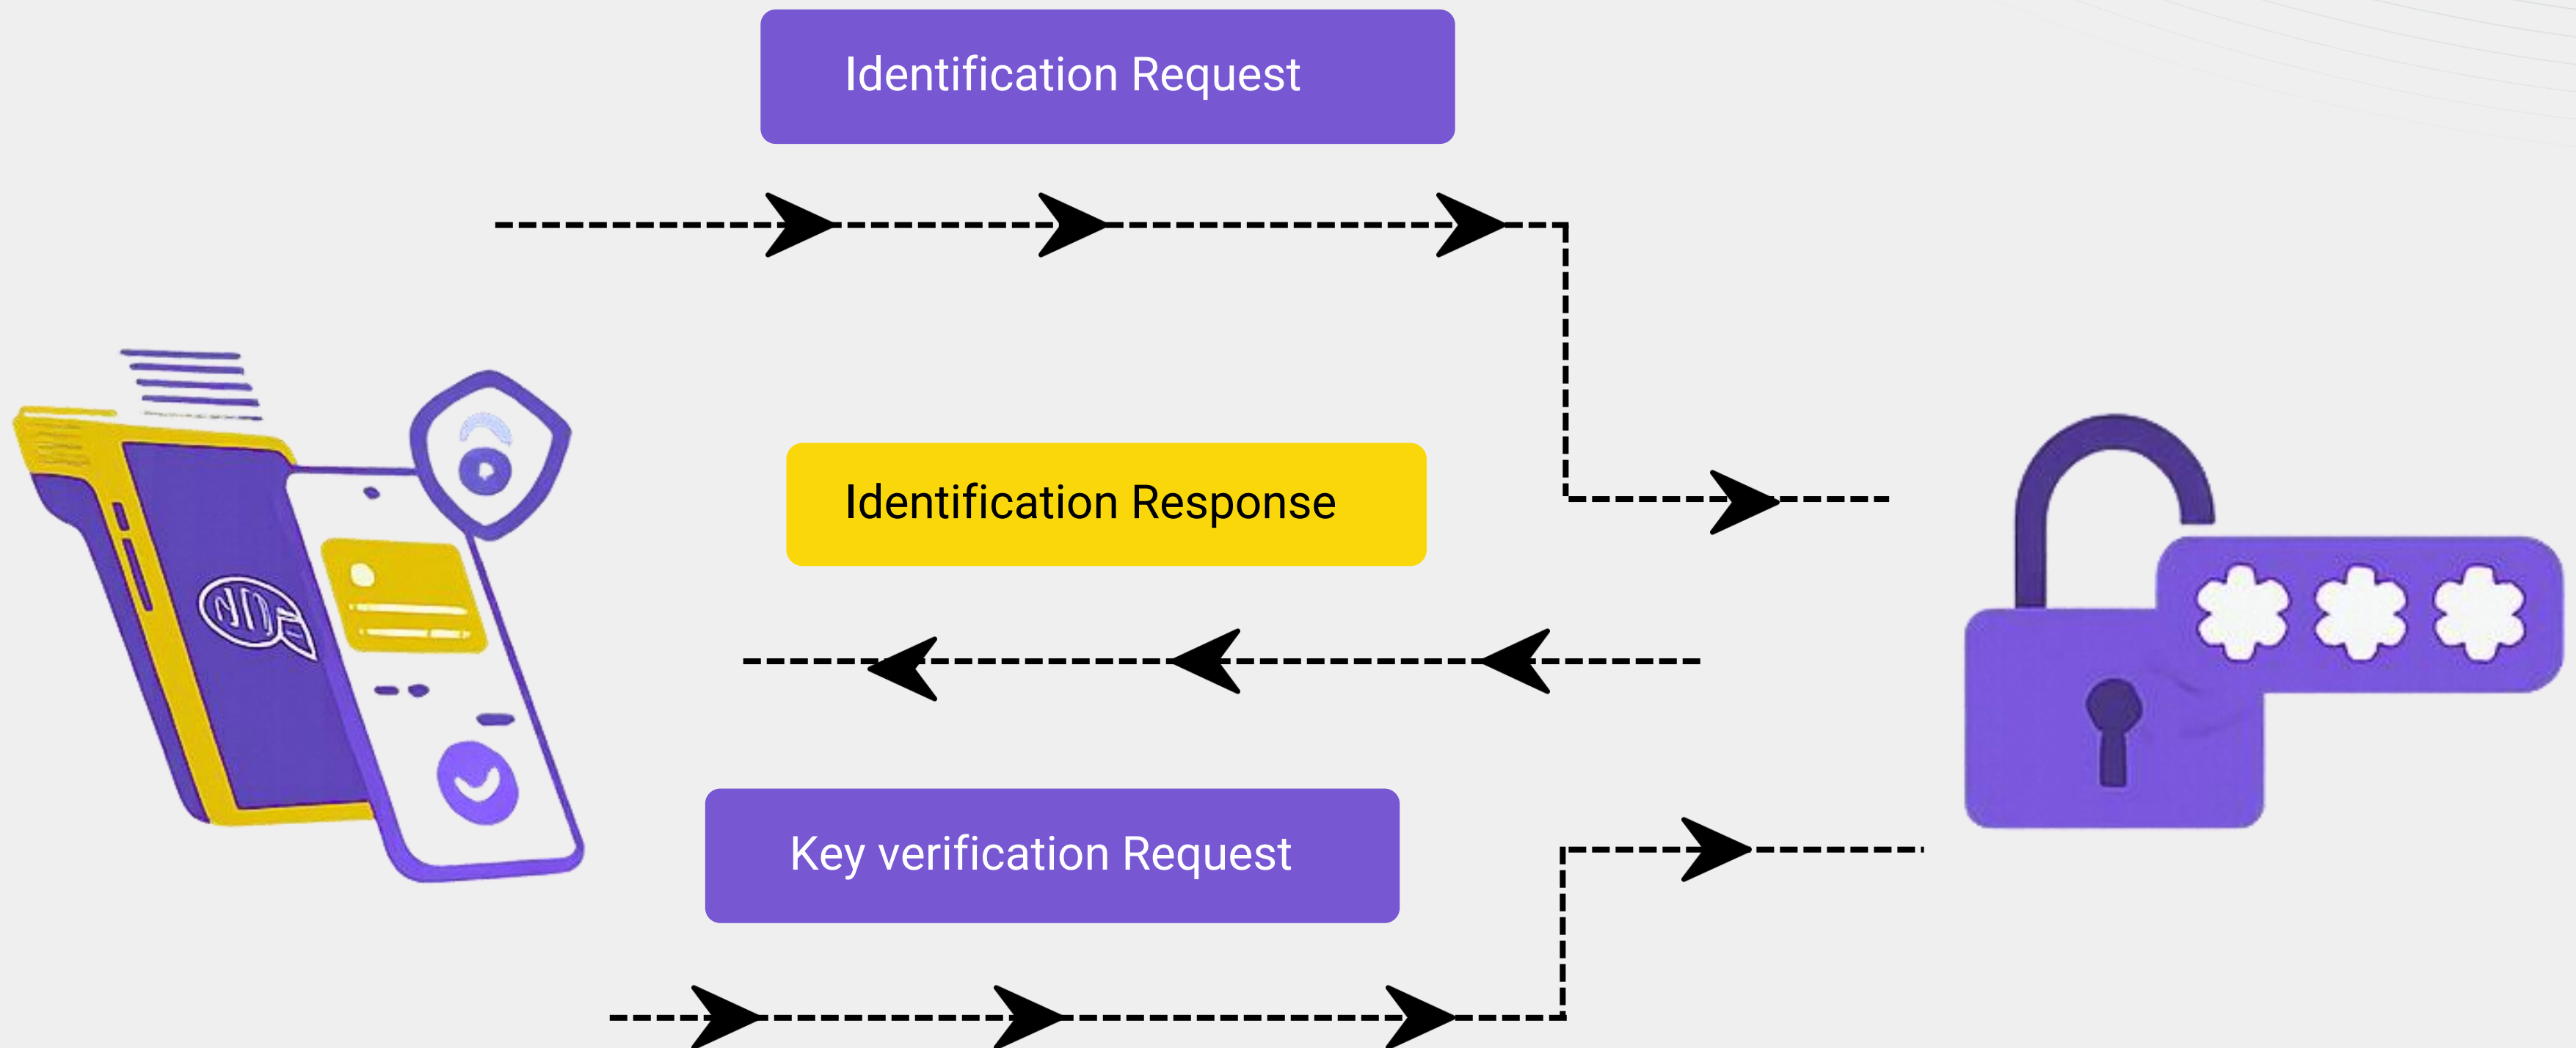 Identification Request
Identification Response
Key verification Request